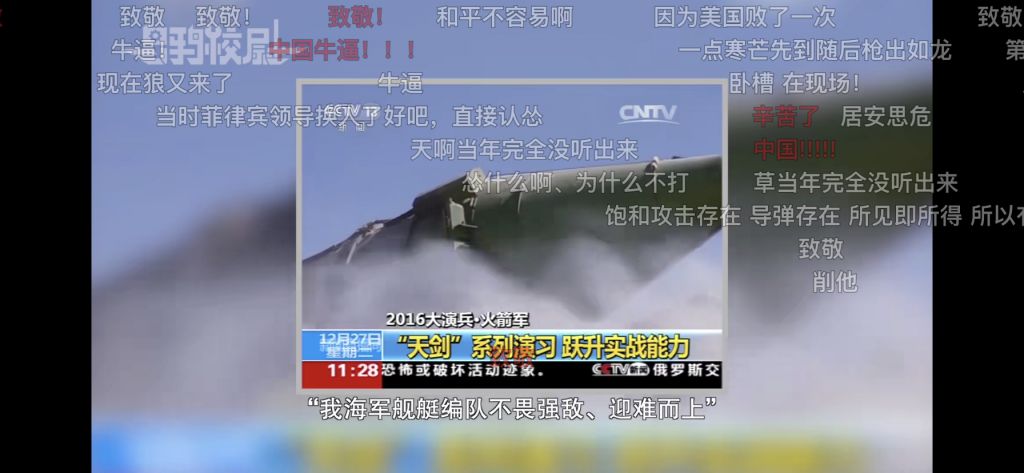 致敬! 致敬! 致敬! 和平不容易啊 因为美国败了一次 致敬
牛逼! 中国牛逼！！！ 一点寒芒先到随后枪出如龙 第
现在狼又来了 牛逼 卧槽 在现场!
CCTV 13 新闻 CNTV
当时菲律宾领导换人了好吧，直接认怂 辛苦了 居安思危
天啊当年完全没听出来 中国!!!!!
怂什么啊、为什么不打 草当年完全没听出来
饱和攻击存在 导弹存在 所见即所得 所以
致敬
削他
2016大演兵·火箭军
12月27日 星期二
“天剑”系列演习 跃升实战能力
11:28 恐怖或破坏活动迹象。 CCTV新闻 俄罗斯交
“我海军舰艇编队不畏强敌、迎难而上”